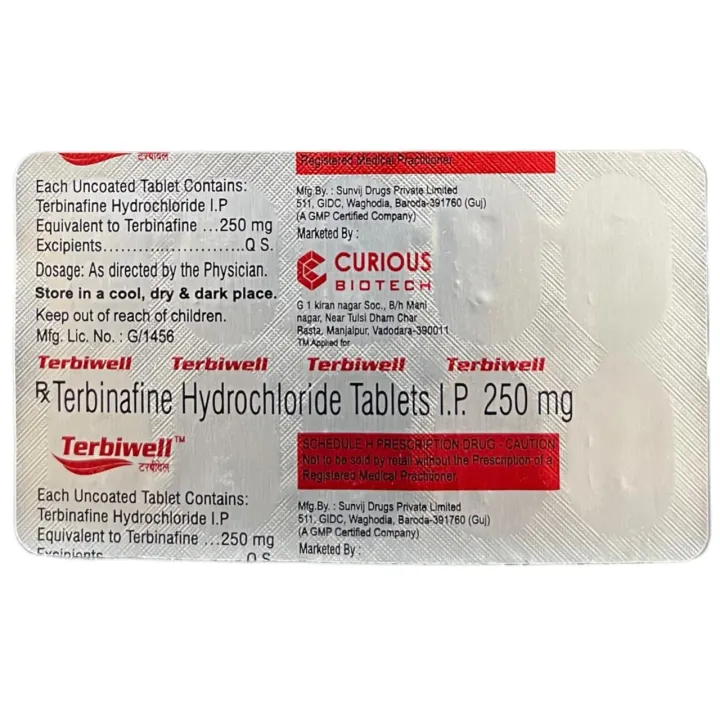 टरबीवेल
Registered Medical Practitioner.
Each Uncoated Tablet Contains:
Terbinafine Hydrochloride I.P
Equivalent to Terbinafine ...250 mg
Excipients..............Q S.
Dosage: As directed by the Physician.
Store in a cool, dry & dark place.
Keep out of reach of children.
Mfg. Lic. No. : G/1456
Mfg.By. : Sunvij Drugs Private Limited
511, GIDC, Waghodia, Baroda-391760 (Guj)
(A GMP Certified Company)
Marketed By :
CURIOUS
BIOTECH
G 1 kiran nagar Soc., B/h Mani
nagar, Near Tulsi Dham Char
Rasta, Manjalpur, Vadodara-390011
TM Applied for
Terbiwell Terbiwell Terbiwell Terbiwell
Rx Terbinafine Hydrochloride Tablets I.P. 250 mg
Terbiwell™
टरबीवेल
SCHEDULE H PRESCRIPTION DRUG - CAUTION
Not to be sold by retail without the Prescription of a
Registered Medical Practitioner.
Each Uncoated Tablet Contains:
Terbinafine Hydrochloride I.P
Equivalent to Terbinafine ...250 mg
Excipients Q S.
Mfg.By. : Sunvij Drugs Private Limited
511, GIDC, Waghodia, Baroda-391760 (Guj)
(A GMP Certified Company)
Marketed By :